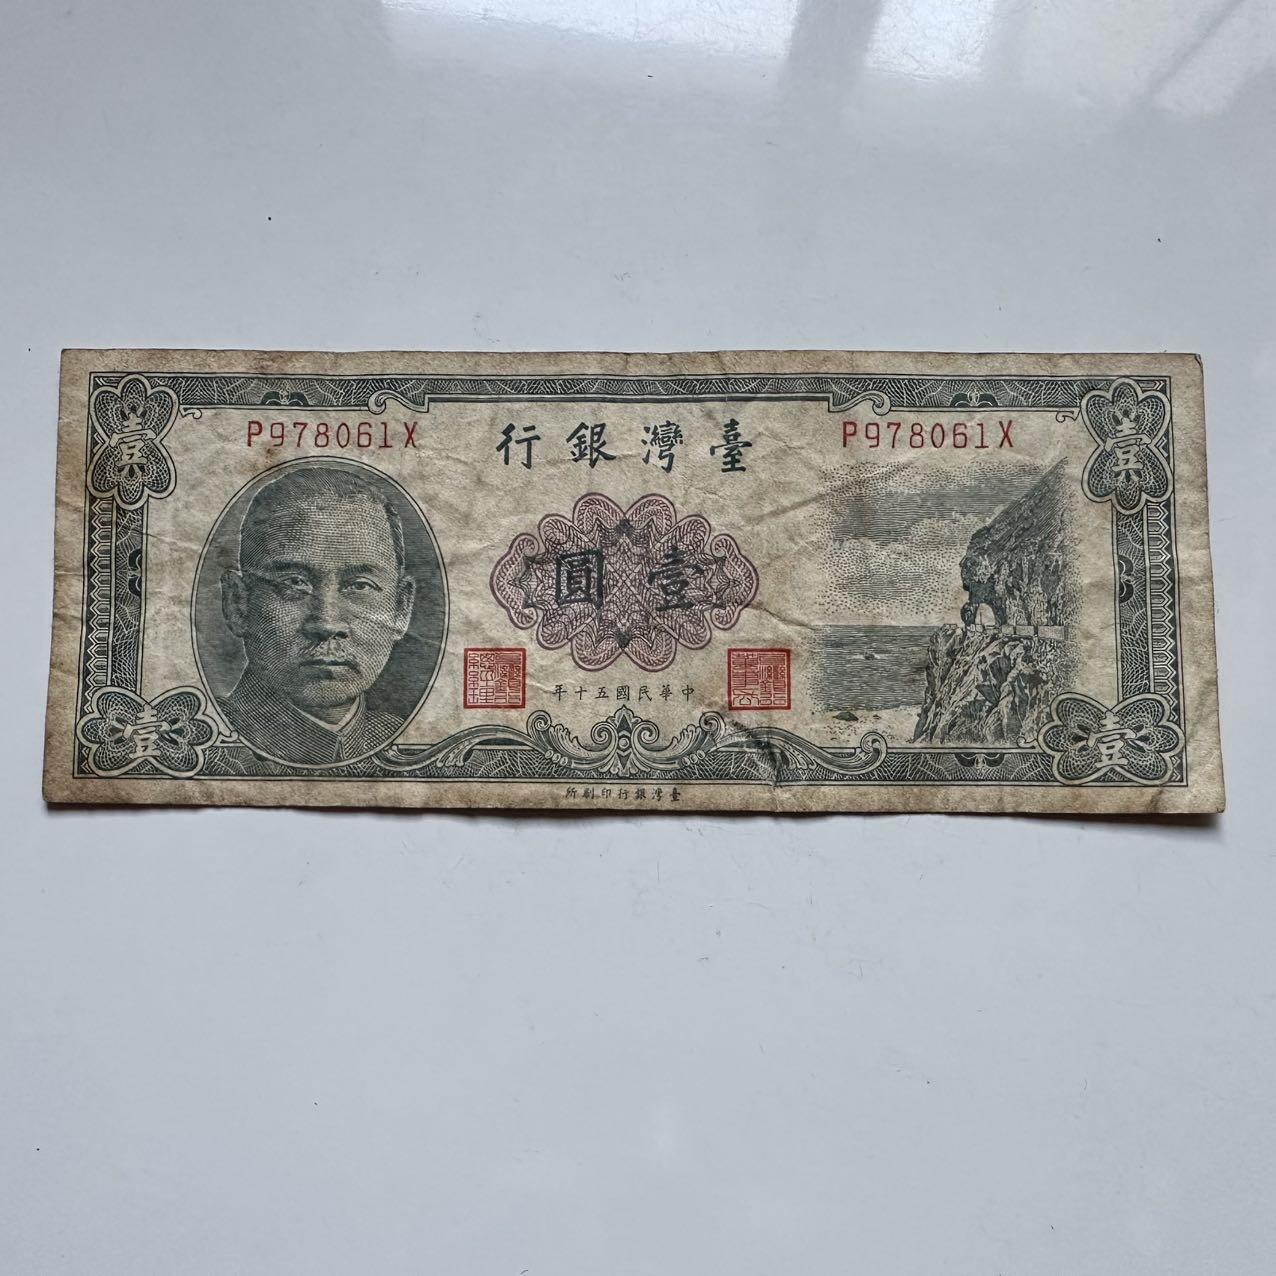 壹
壹
P978061X
臺灣銀行
P978061X
壹圓
中華民國五十年
壹
壹
臺灣銀行印刷所